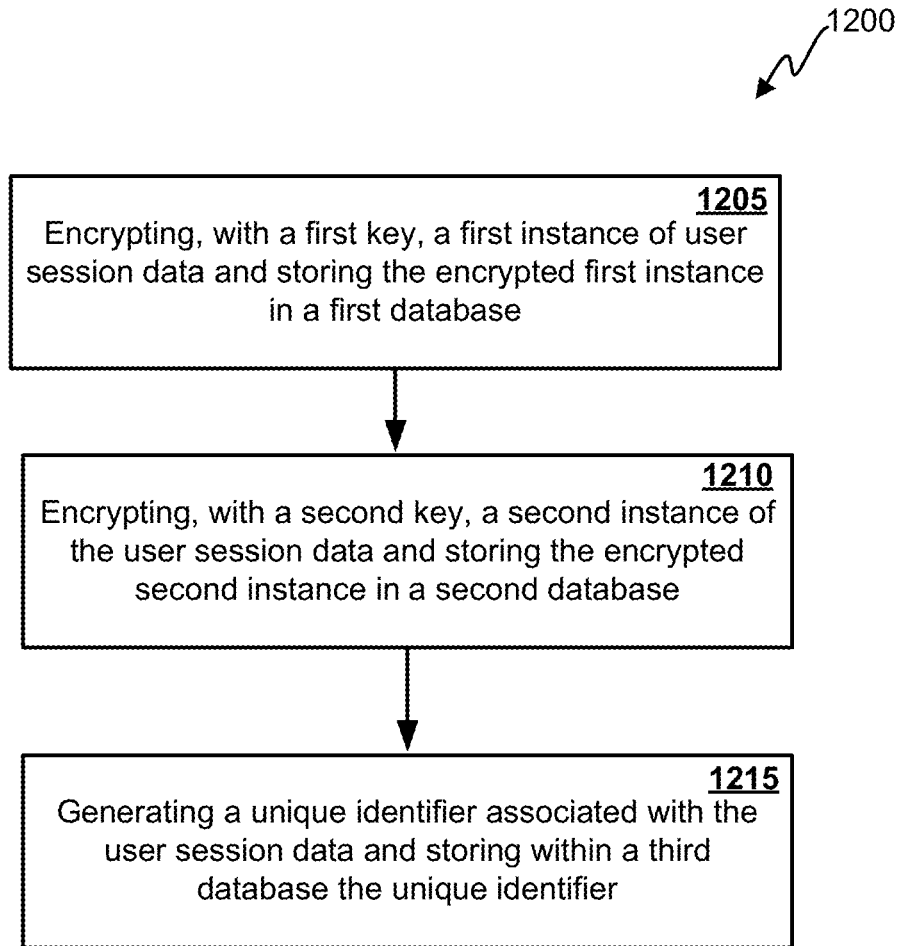 1200
1205
Encrypting, with a first key, a first instance of user
session data and storing the encrypted first instance
in a first database
1210
Encrypting, with a second key, a second instance of
the user session data and storing the encrypted
second instance in a second database
1215
Generating a unique identifier associated with the
user session data and storing within a third
database the unique identifier